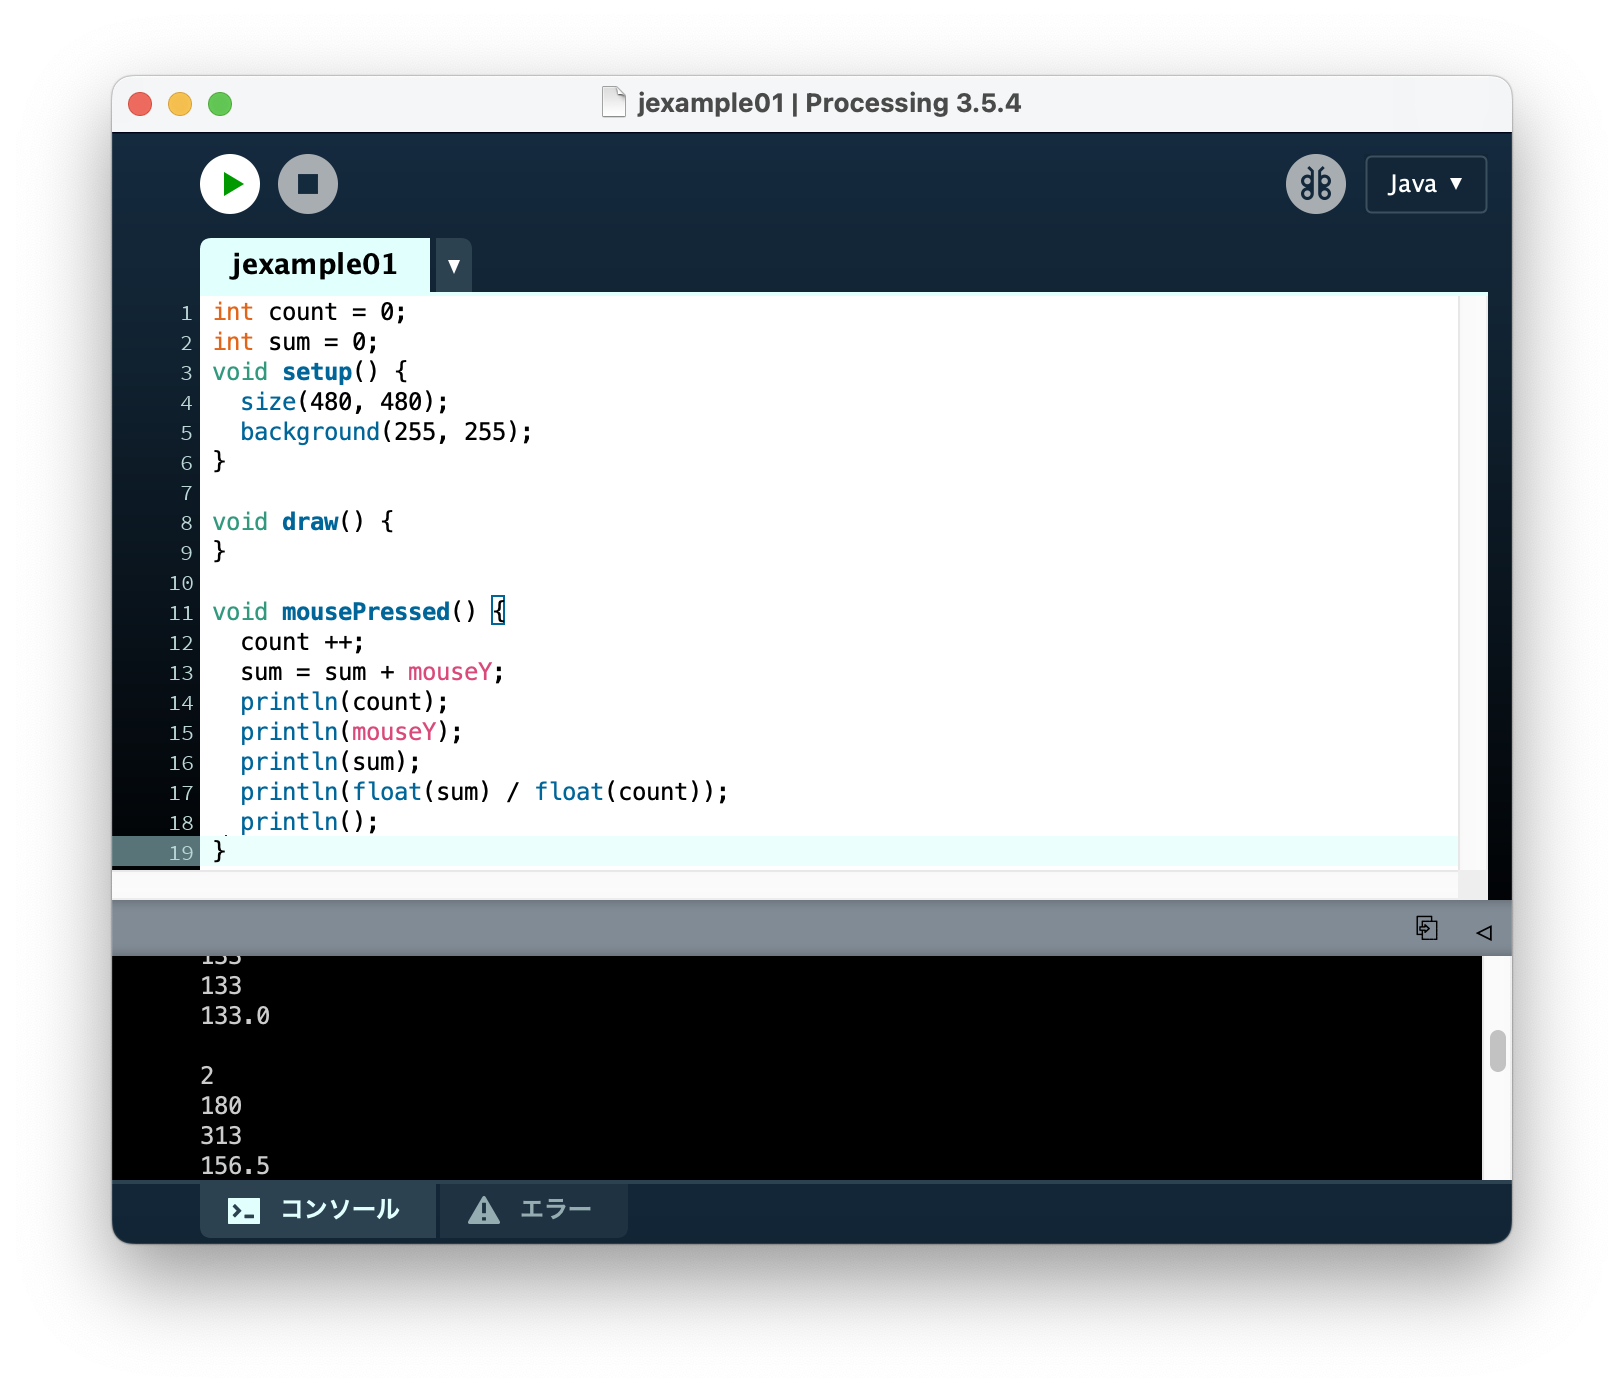 jexample01 | Processing 3.5.4
Java ▼
jexample01 ▼
1 int count = 0;
2 int sum = 0;
3 void setup() {
4   size(480, 480);
5   background(255, 255);
6 }
7
8 void draw() {
9 }
10
11 void mousePressed() {
12   count ++;
13   sum = sum + mouseY;
14   println(count);
15   println(mouseY);
16   println(sum);
17   println(float(sum) / float(count));
18   println();
19 }
133
133
133.0
2
180
313
156.5
コンソール エラー